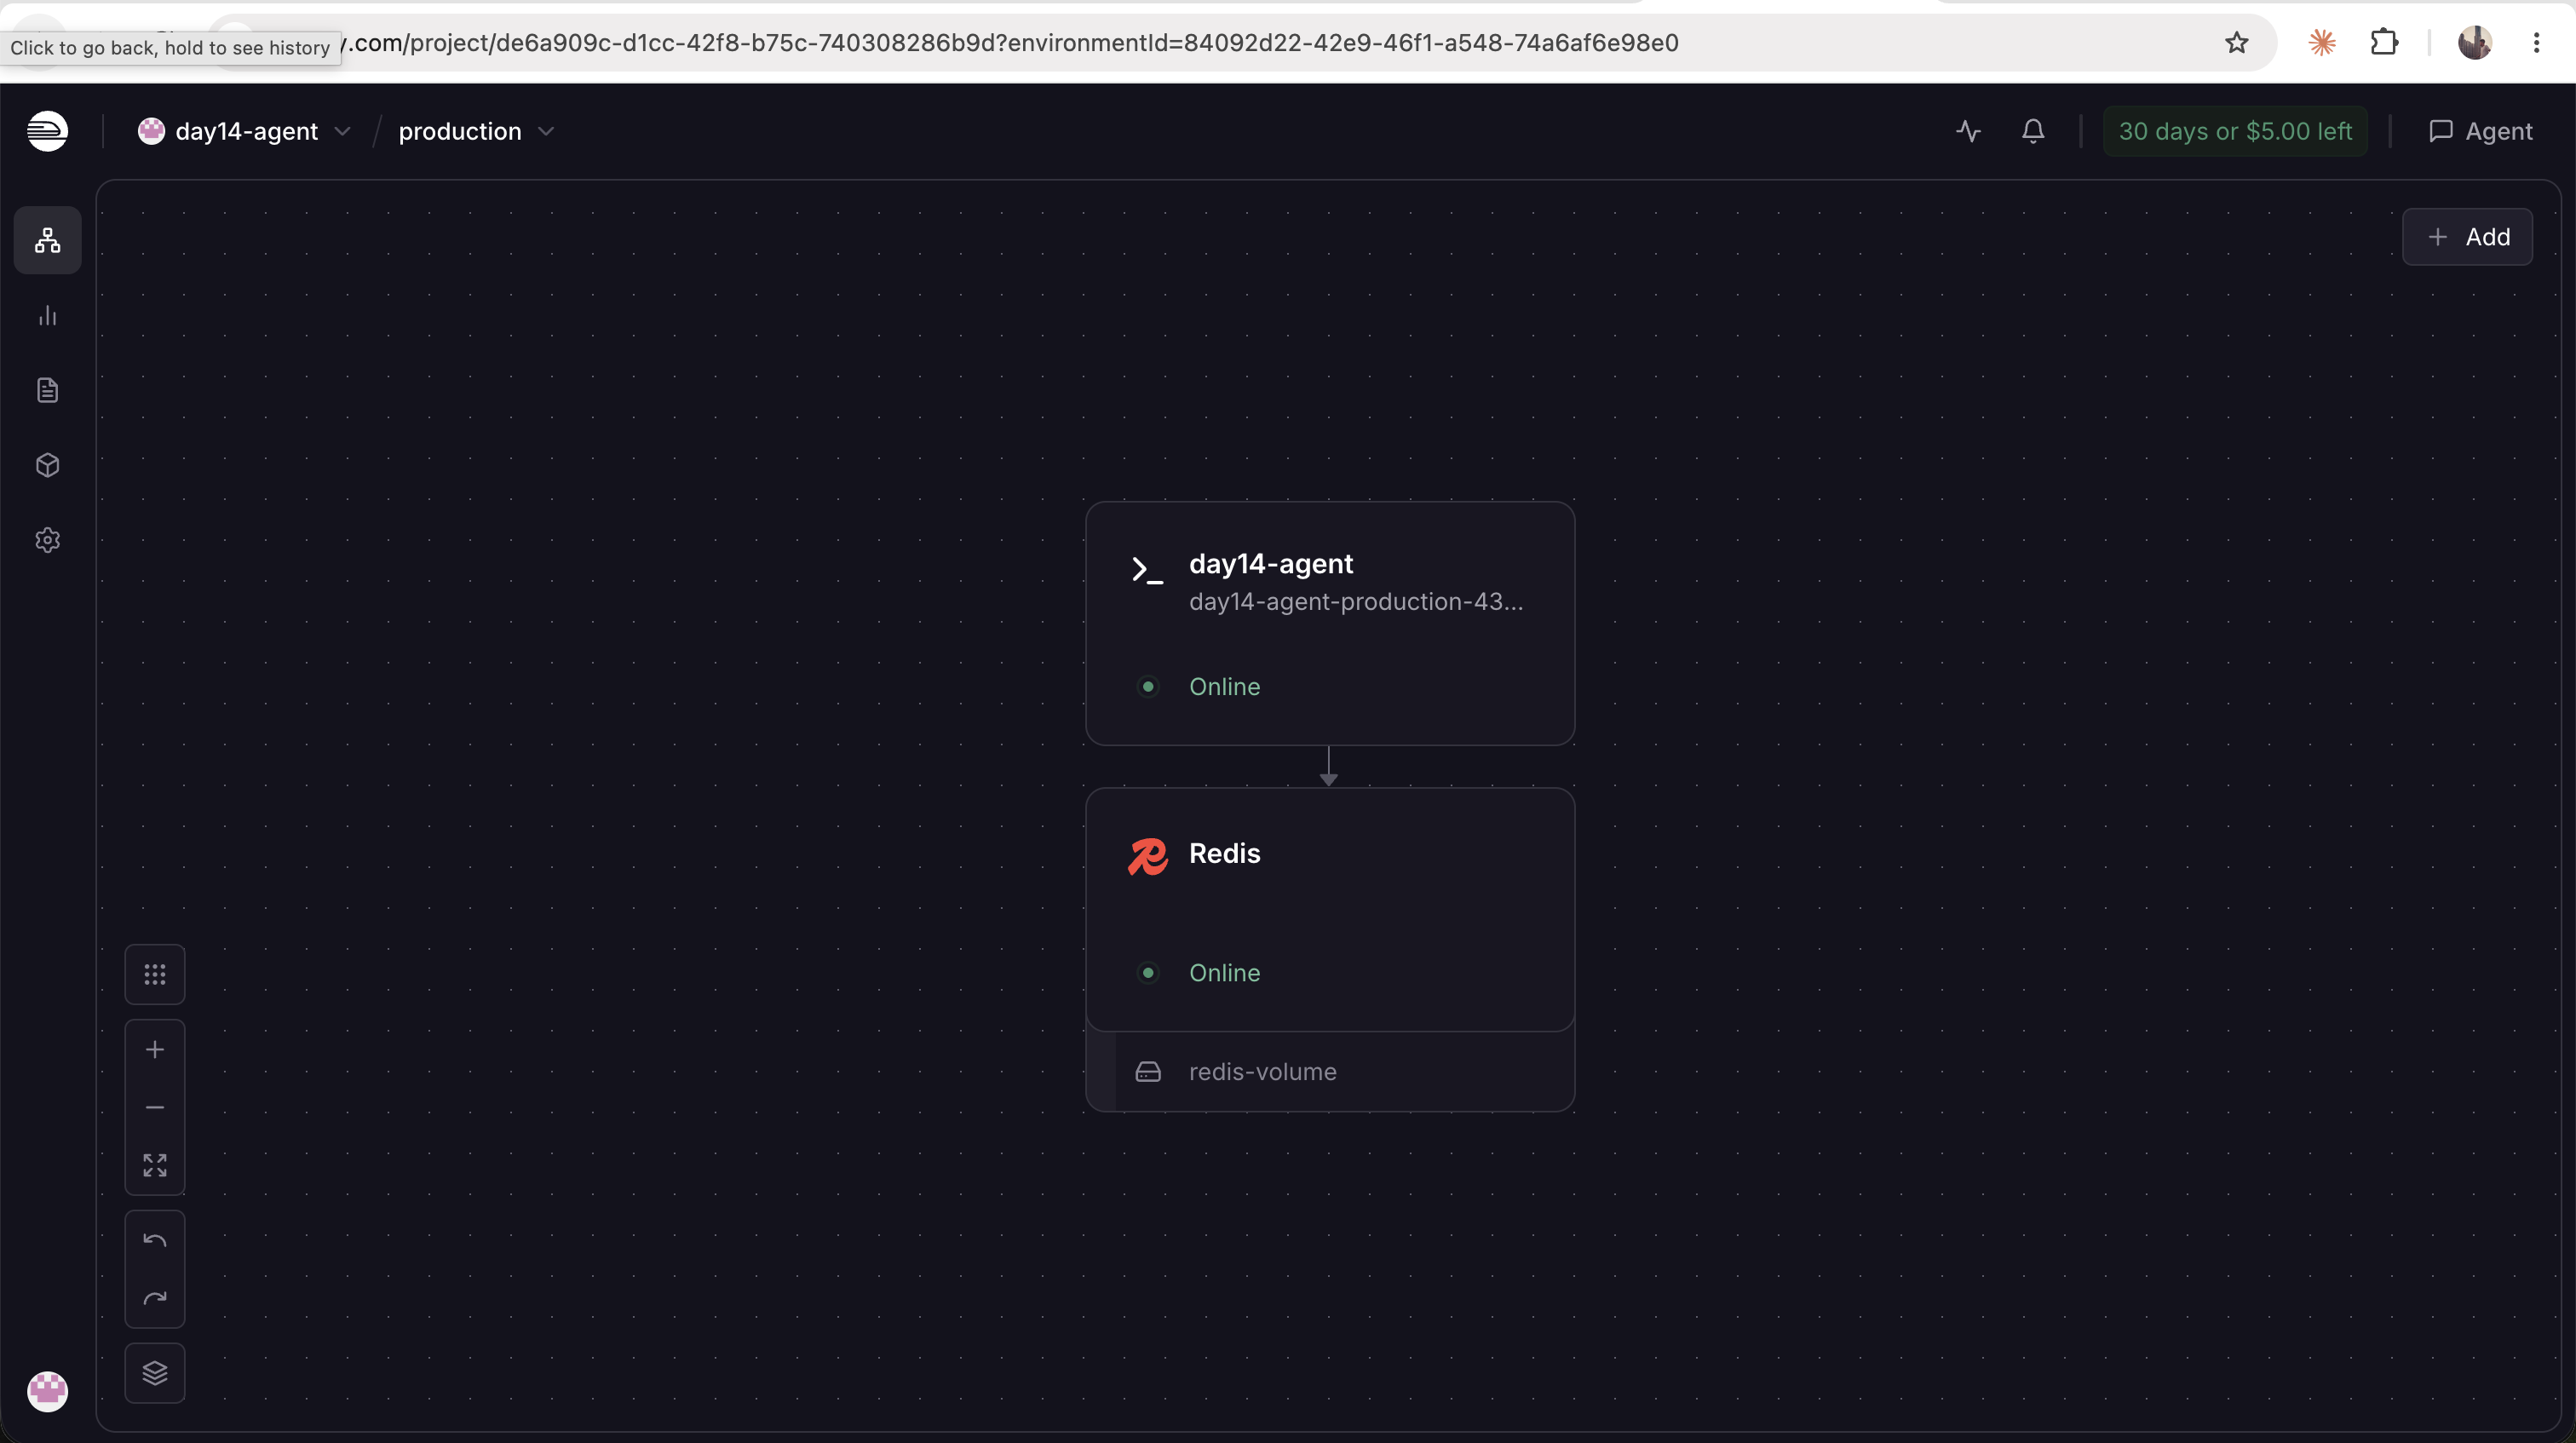 Click to go back, hold to see history
.com/project/de6a909c-d1cc-42f8-b75c-740308286b9d?environmentId=84092d22-42e9-46f1-a548-74a6af6e98e0
day14-agent / production
30 days or $5.00 left
Agent
+ Add
day14-agent
day14-agent-production-43...
Online
Redis
Online
redis-volume